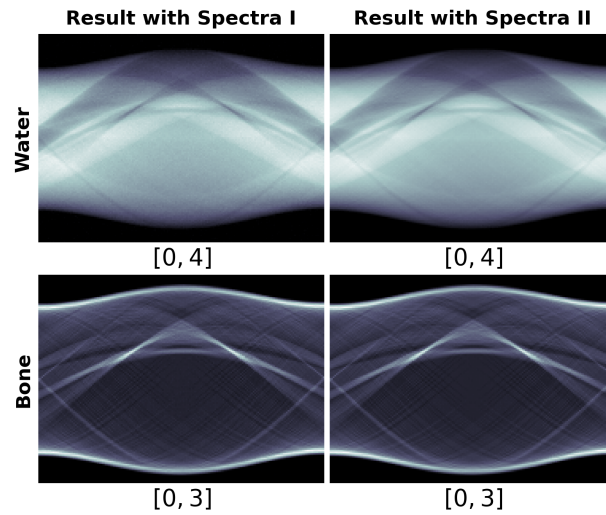 Result with Spectra I
Result with Spectra II
Water
[0, 4]
[0, 4]
Bone
[0, 3]
[0, 3]